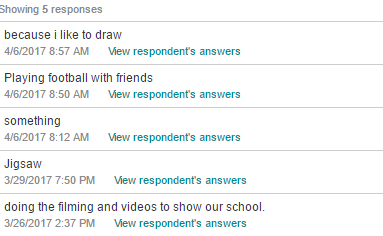 Showing 5 responses
because i like to draw
4/6/2017 8:57 AM View respondent's answers
Playing football with friends
4/6/2017 8:50 AM View respondent's answers
something
4/6/2017 8:12 AM View respondent's answers
Jigsaw
3/29/2017 7:50 PM View respondent's answers
doing the filming and videos to show our school.
3/26/2017 2:37 PM View respondent's answers